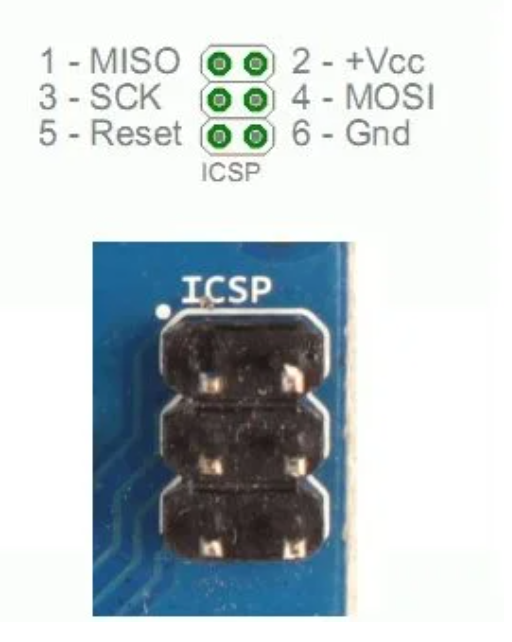 1 - MISO 2 - +Vcc
3 - SCK 4 - MOSI
5 - Reset 6 - Gnd
ICSP
ICSP